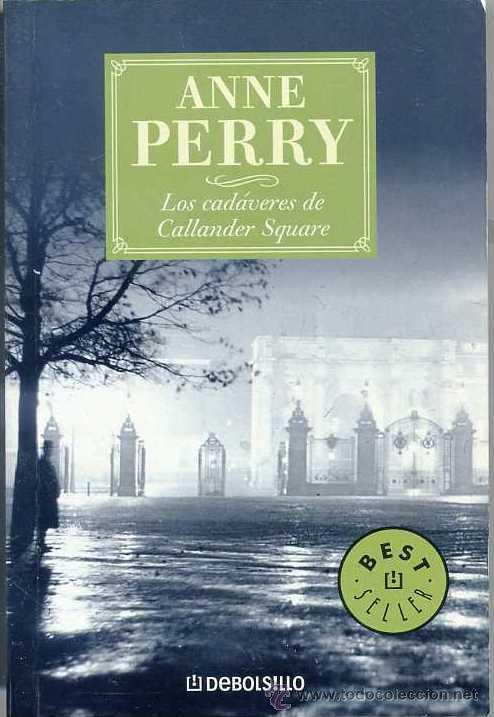 ANNE
PERRY
Los cadáveres de
Callander Square
BEST
SELLER
DEBOLSILLO
www.todocoleccion.net